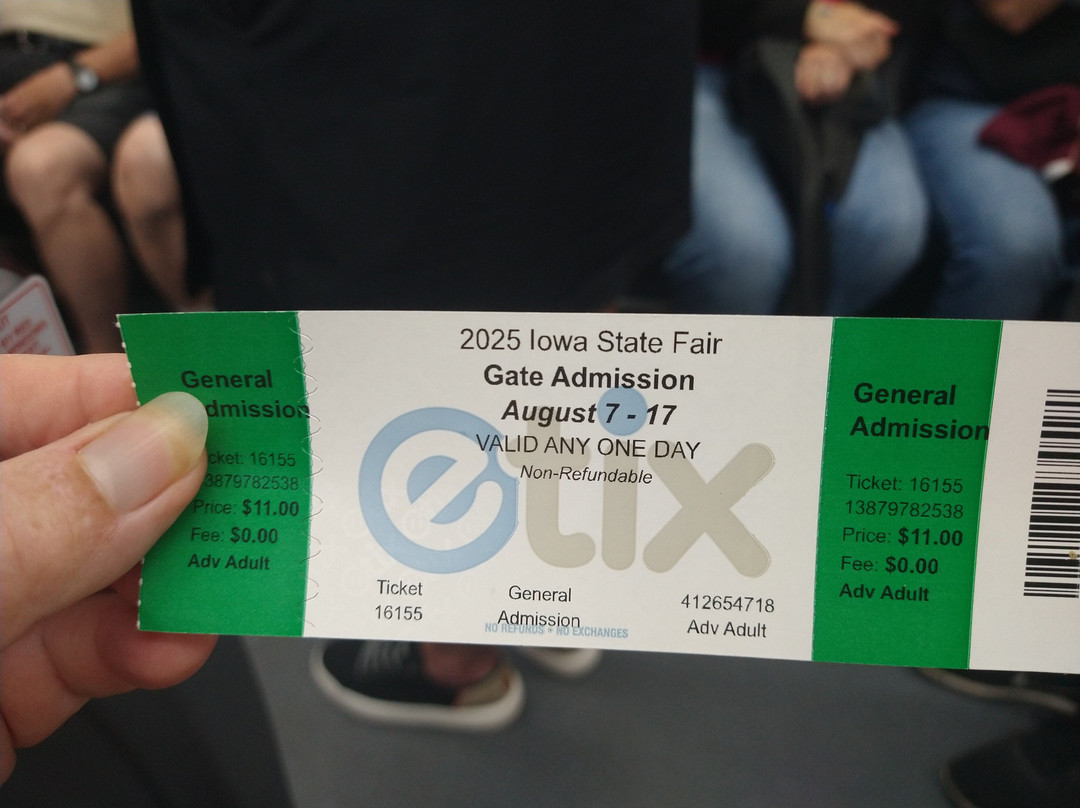 General
dmission
cket: 16155
3879782538
Price: $11.00
Fee: $0.00
Adv Adult
2025 Iowa State Fair
Gate Admission
August 7 - 17
VALID ANY ONE DAY
Non-Refundable
etix
Ticket
16155
General
Admission
NO REFUNDS * NO EXCHANGES
412654718
Adv Adult
General
Admission
Ticket: 16155
13879782538
Price: $11.00
Fee: $0.00
Adv Adult